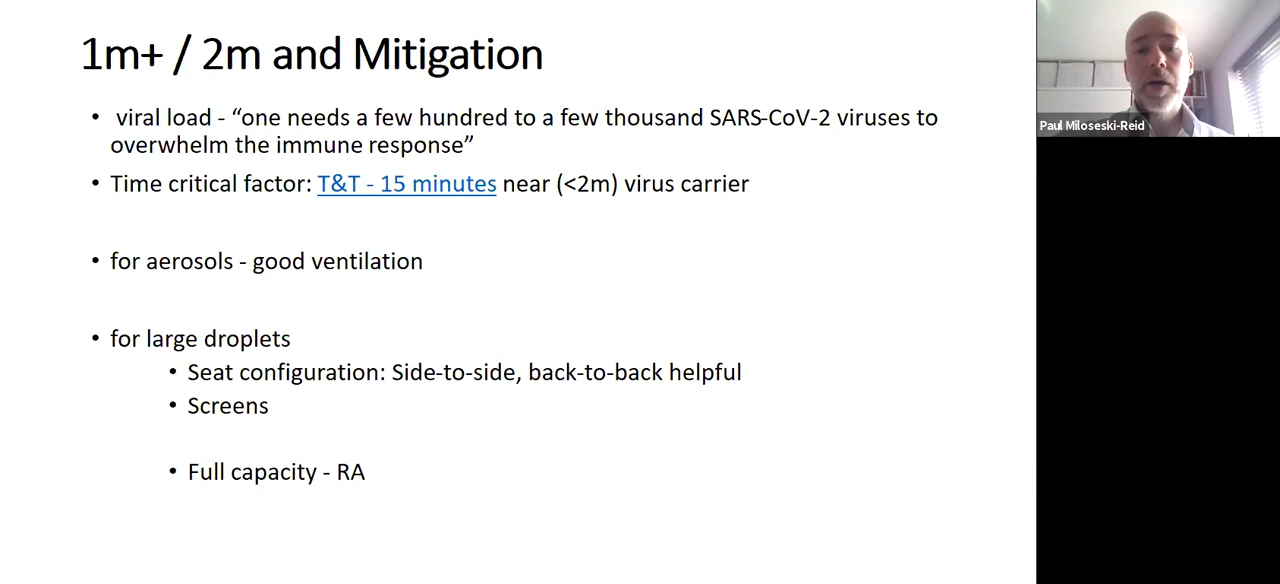 1m+ / 2m and Mitigation
• viral load - “one needs a few hundred to a few thousand SARS-CoV-2 viruses to
overwhelm the immune response”
• Time critical factor: T&T - 15 minutes near (<2m) virus carrier
• for aerosols - good ventilation
• for large droplets
• Seat configuration: Side-to-side, back-to-back helpful
• Screens
• Full capacity - RA
Paul Miloseski-Reid